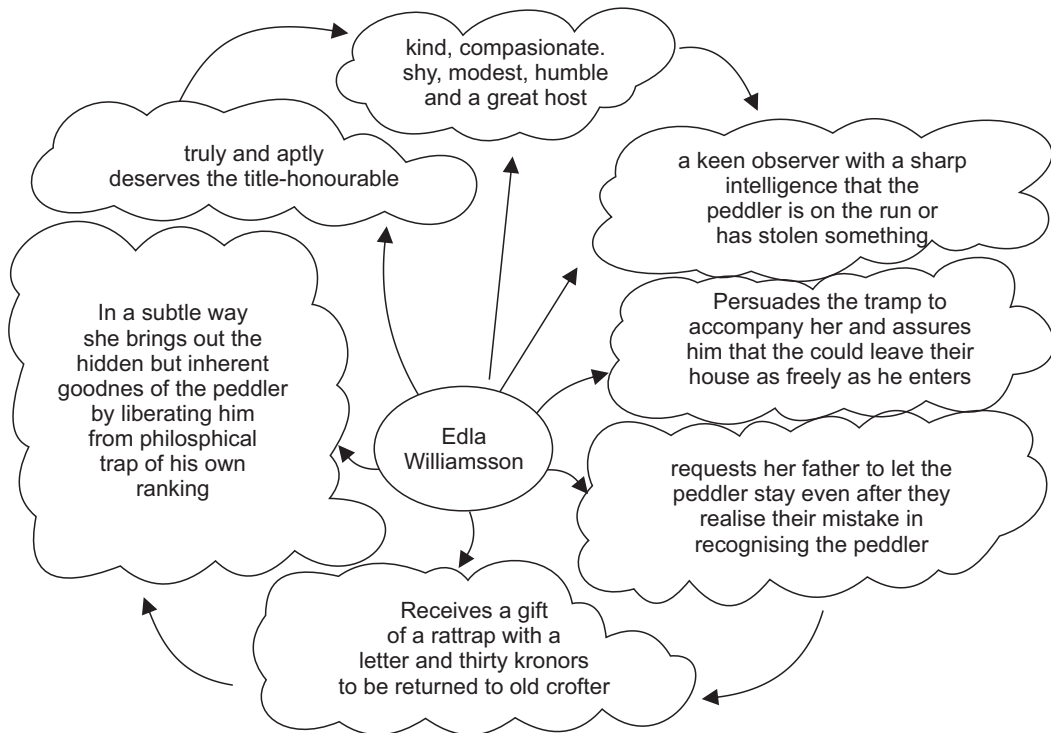 kind, compasionate.
shy, modest, humble
and a great host
truly and aptly
deserves the title-honourable
a keen observer with a sharp
intelligence that the
peddler is on the run or
has stolen something
In a subtle way
she brings out the
hidden but inherent
goodnes of the peddler
by liberating him
from philosphical
trap of his own
ranking
Persuades the tramp to
accompany her and assures
him that the could leave their
house as freely as he enters
Edla
Williamsson
requests her father to let the
peddler stay even after they
realise their mistake in
recognising the peddler
Receives a gift
of a rattrap with a
letter and thirty kronors
to be returned to old crofter